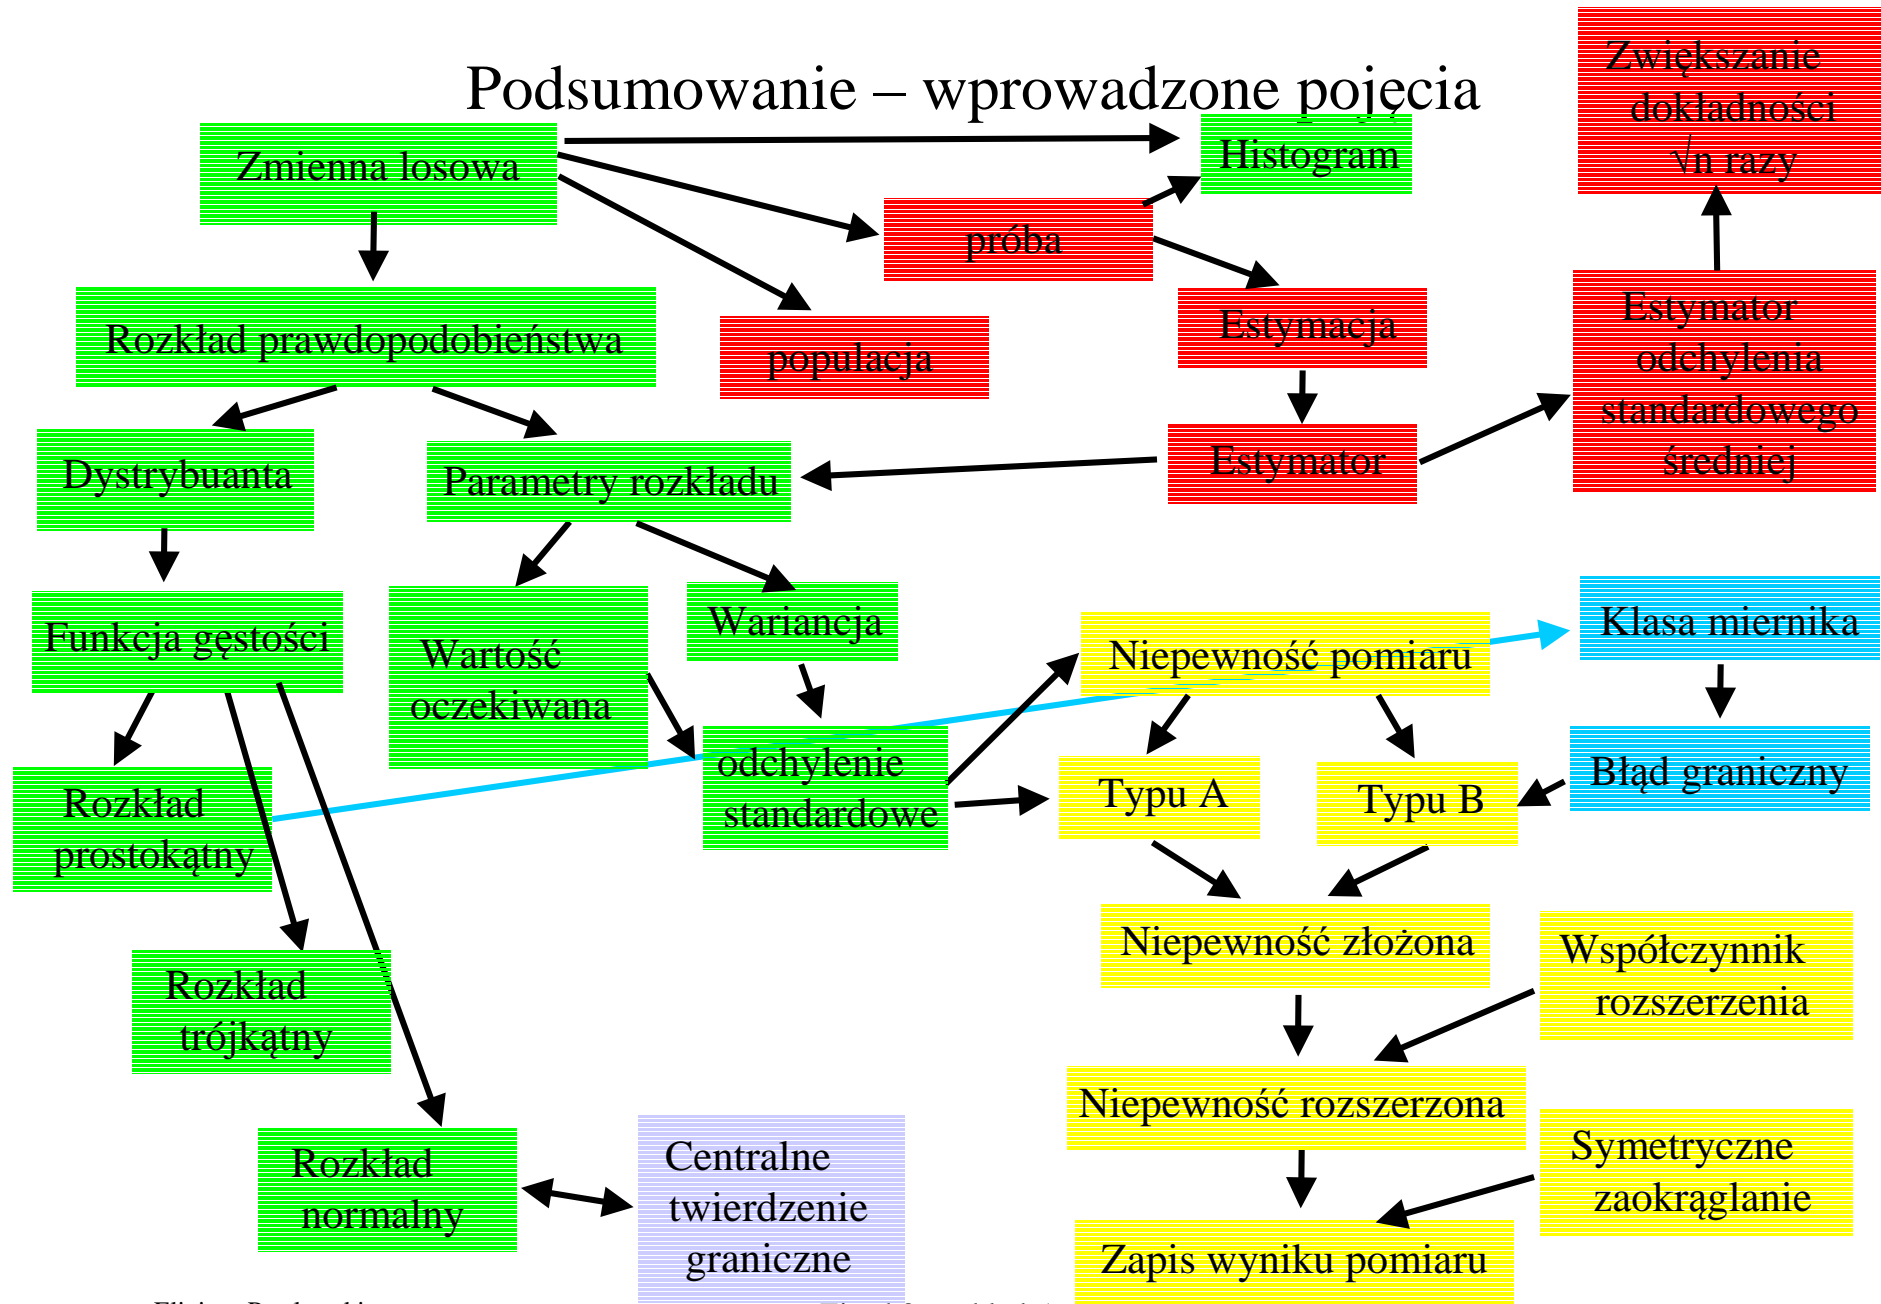 Podsumowanie – wprowadzone pojęcia
Zwiększanie
dokładności
√n razy
Zmienna losowa
Histogram
próba
Rozkład prawdopodobieństwa
populacja
Estymacja
Estymator
odchylenia
standardowego
średniej
Dystrybuanta
Parametry rozkładu
Estymator
Funkcja gęstości
Wartość
oczekiwana
Wariancja
Niepewność pomiaru
Klasa miernika
Rozkład
prostokątny
odchylenie
standardowe
Typu A
Typu B
Błąd graniczny
Rozkład
trójkątny
Niepewność złożona
Współczynnik
rozszerzenia
Niepewność rozszerzona
Rozkład
normalny
Centralne
twierdzenie
graniczne
Symetryczne
zaokrąglanie
Zapis wyniku pomiaru